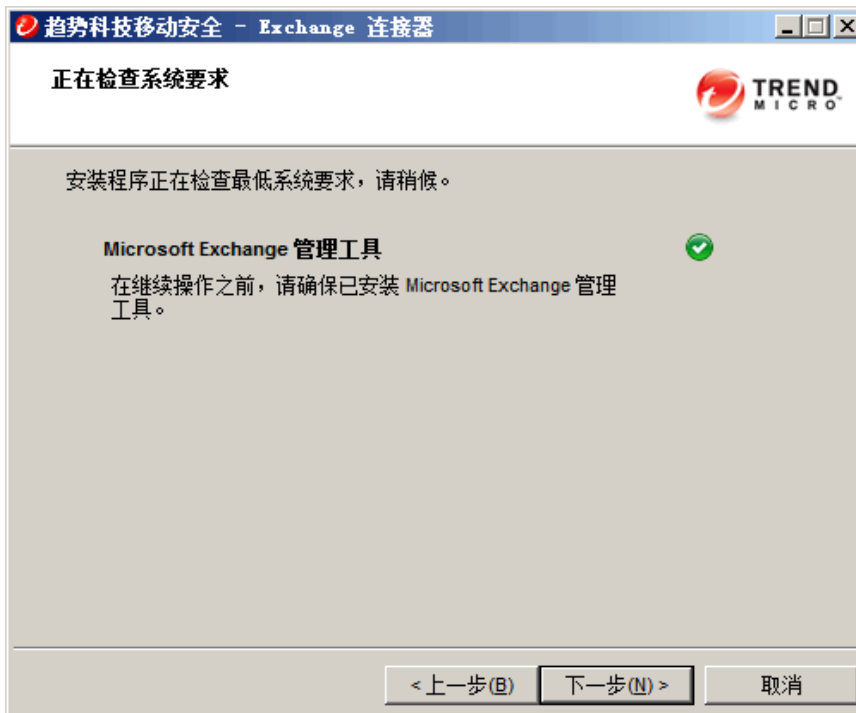 趋势科技移动安全 - Exchange 连接器
正在检查系统要求
TREND
MICRO
安装程序正在检查最低系统要求，请稍候。
Microsoft Exchange 管理工具
在继续操作之前，请确保已安装 Microsoft Exchange 管理
工具。
<上一步(B) 下一步(N)> 取消